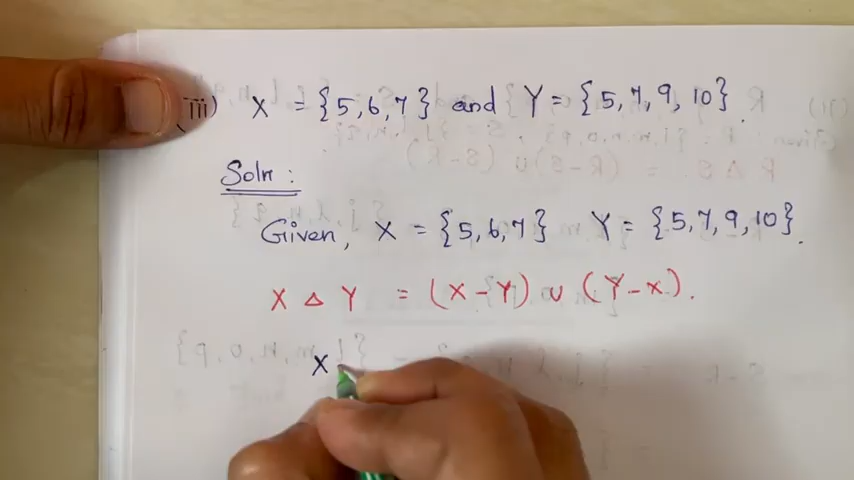 (iii) X = {5,6,7} and Y = {5,7,9,10}.
Soln :
Given, X = {5,6,7} Y = {5,7,9,10}.
X Δ Y = (X-Y) ∪ (Y-X).
X